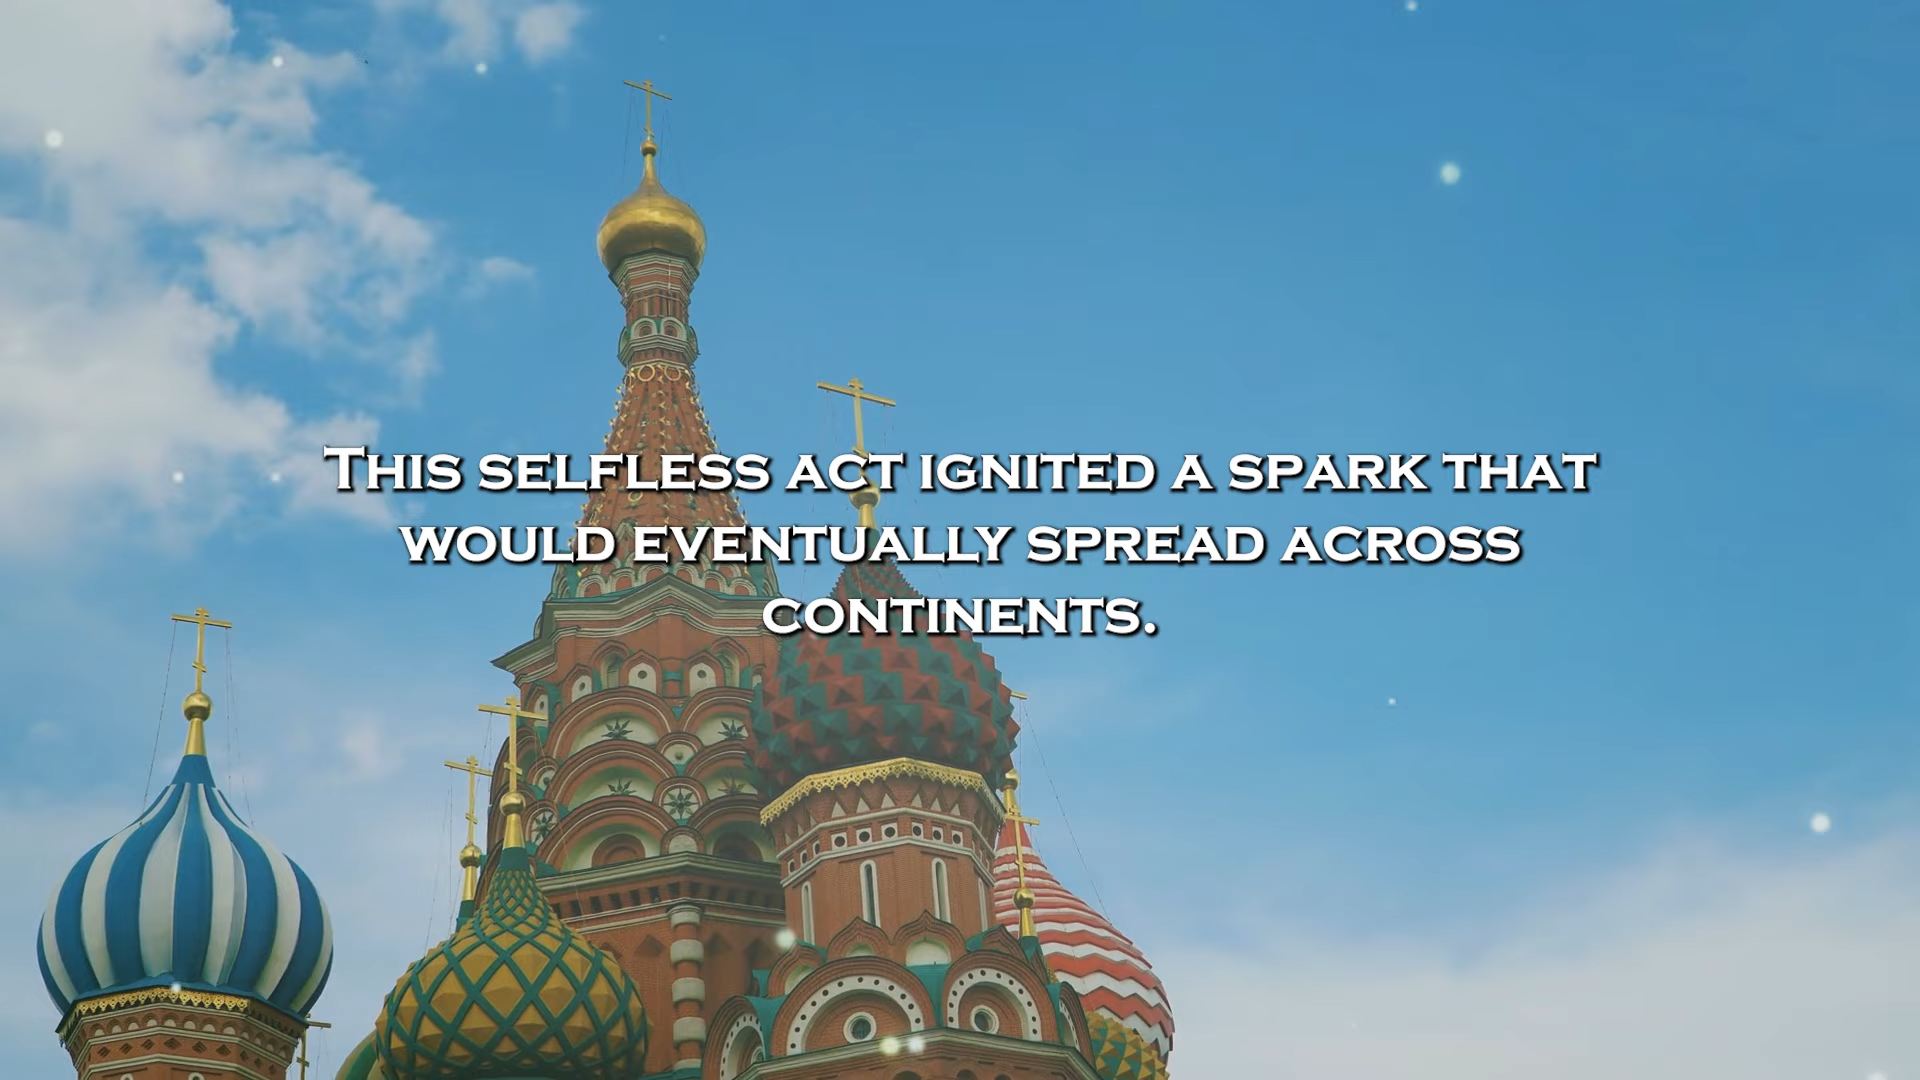 This selfless act ignited a spark that
would eventually spread across
continents.